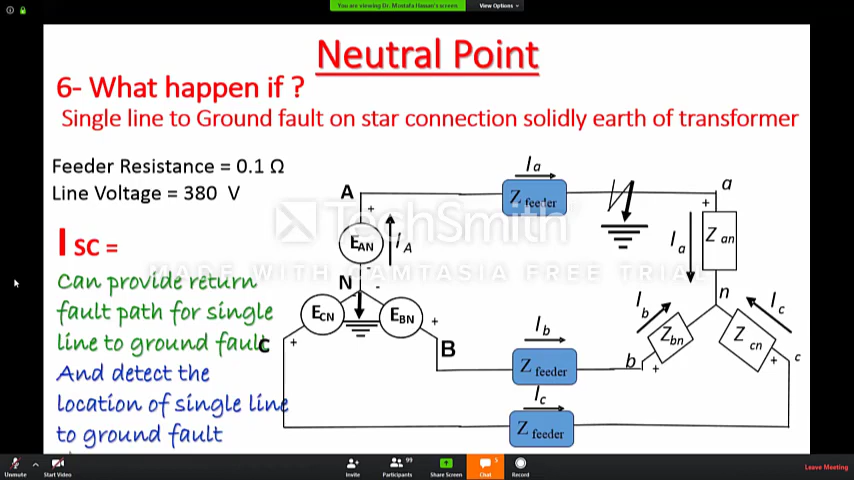 You are viewing Dr. Mostafa Hassan's screen
View Options
Neutral Point
6- What happen if ?
Single line to Ground fault on star connection solidly earth of transformer
Feeder Resistance = 0.1 Ω
Line Voltage = 380 V
I SC =
Can provide return
fault path for single
line to ground fault
And detect the
location of single line
to ground fault
A
+
EAN
IA
-
N
-
ECN
EBN
+
+
C
B
Ia
Z feeder
a
+
Ia
Z an
n
Ib
Ic
Zbn
Z cn
b
+
+
c
Ib
Z feeder
Ic
Z feeder
TechSmith
MADE WITH CAMTASIA FREE TRIAL
Unmute
Start Video
Invite
99
Participants
Share Screen
5
Chat
Record
Leave Meeting